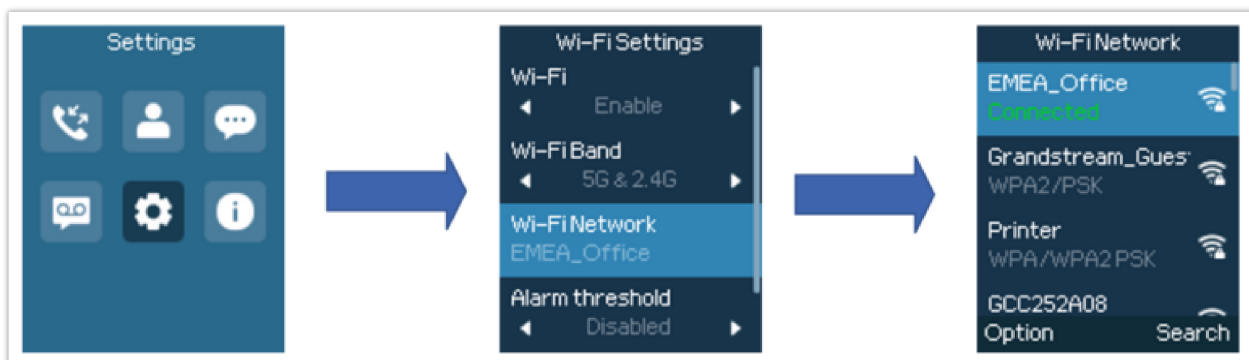 Settings
Wi-Fi Settings
Wi-Fi
Enable
Wi-Fi Band
5G & 2.4G
Wi-Fi Network
EMEA_Office
Alarm threshold
Disabled
Wi-Fi Network
EMEA_Office
Connected
Grandstream_Gues
WPA2/PSK
Printer
WPA/WPA2 PSK
GCC252A08
Option Search